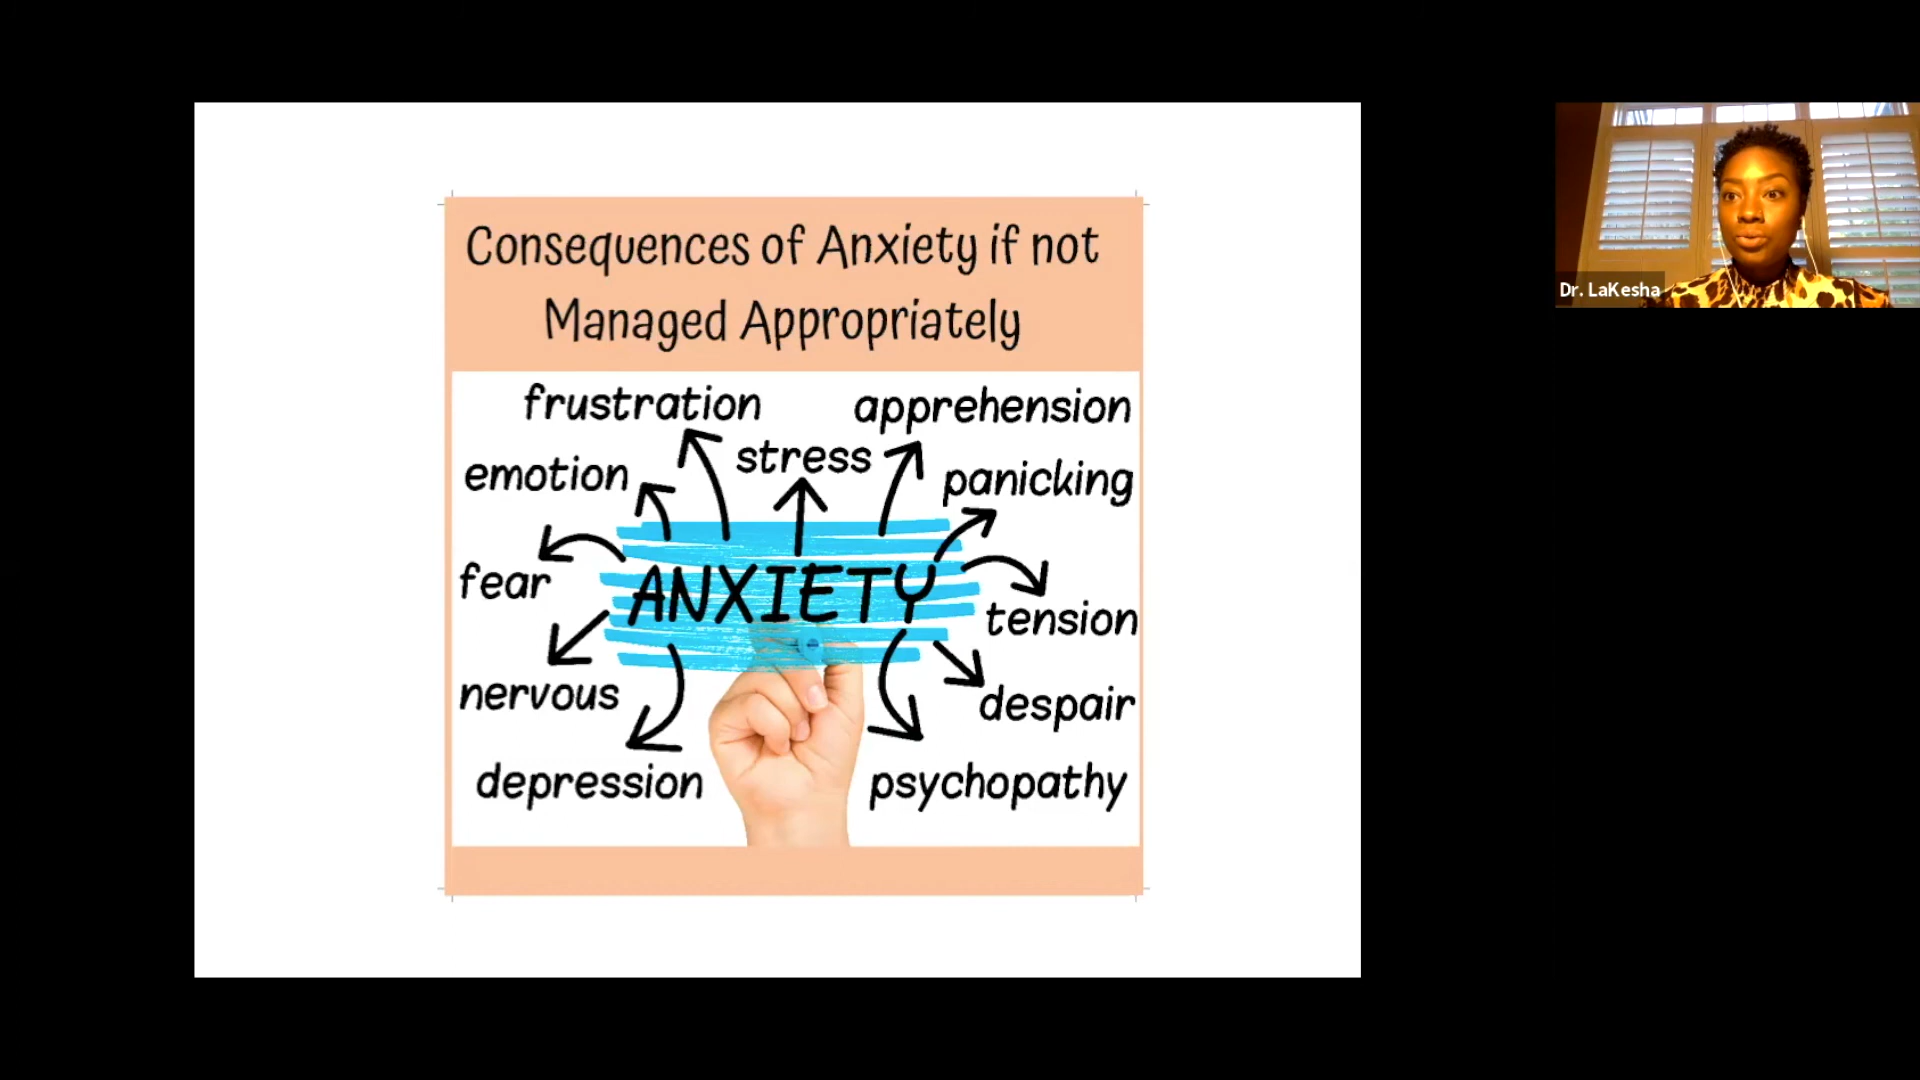 Consequences of Anxiety if not
Managed Appropriately
frustration
apprehension
stress
emotion
panicking
fear
ANXIETY
tension
nervous
despair
depression
psychopathy
Dr. LaKesha